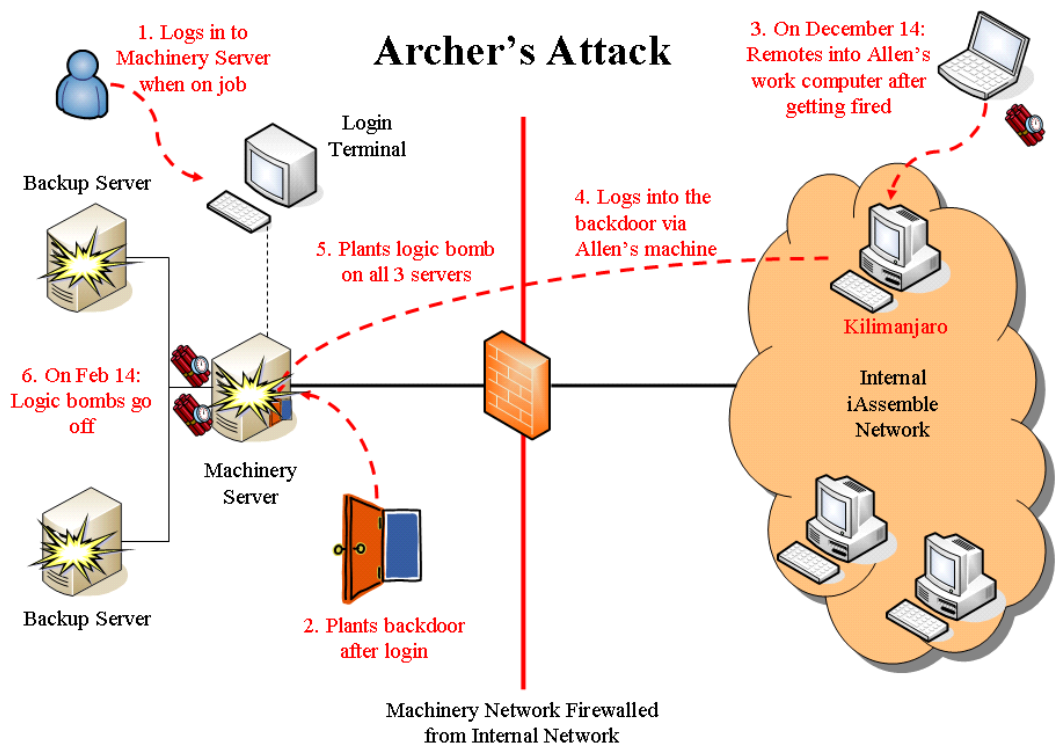 Archer's Attack
1. Logs in to
Machinery Server
when on job
Login
Terminal
3. On December 14:
Remotes into Allen's
work computer after
getting fired
Backup Server
4. Logs into the
backdoor via
Allen's machine
5. Plants logic bomb
on all 3 servers
Kilimanjaro
6. On Feb 14:
Logic bombs go
off
Internal
iAssemble
Network
Machinery
Server
Backup Server
2. Plants backdoor
after login
Machinery Network Firewalled
from Internal Network